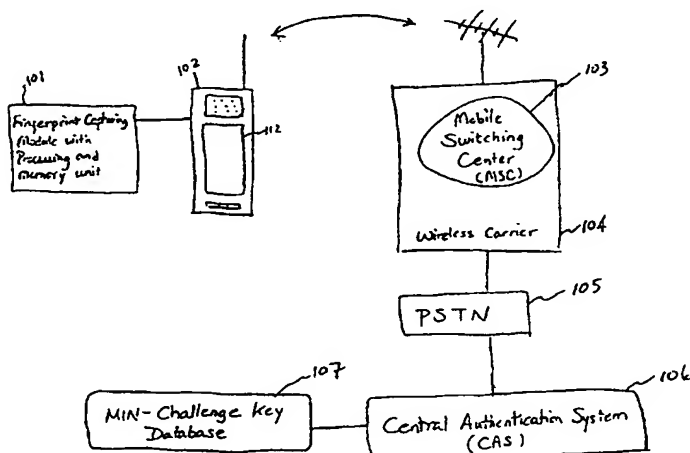 101
Fingerprint Capturing
Module with
Processing and
memory unit
102
112
103
Mobile
Switching
Center
(MSC)
Wireless Carrier
104
PSTN
105
106
107
MIN-Challenge Key
Database
Central Authentication System
(CAS)